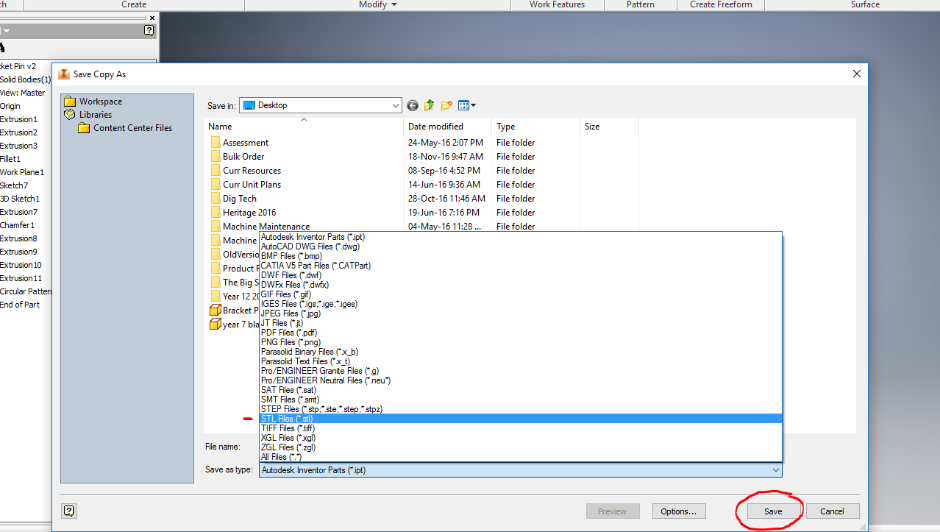 ch Create Modify Work Features Pattern Create Freeform Surface
ket Pin v2
Solid Bodies(1)
View: Master
Origin
Extrusion1
Extrusion2
Extrusion3
Fillet1
Work Plane1
Sketch7
3D Sketch1
Extrusion7
Chamfer1
Extrusion8
Extrusion9
Extrusion10
Extrusion11
Circular Pattern
End of Part
Save Copy As
Workspace
Libraries
Content Center Files
Save in: Desktop
Name Date modified Type Size
Assessment 24-May-16 2:07 PM File folder
Bulk Order 18-Nov-16 9:47 AM File folder
Curr Resources 08-Sep-16 4:52 PM File folder
Curr Unit Plans 14-Jun-16 9:36 AM File folder
Dig Tech 28-Oct-16 11:46 AM File folder
Heritage 2016 19-Jun-16 7:16 PM File folder
Machine Maintenance 04-May-16 11:28 ... File folder
Machine
OldVersion
Product
The Big S
Year 12 20
Bracket P
year 7 bla
Autodesk Inventor Parts (*.ipt)
AutoCAD DWG Files (*.dwg)
BMP Files (*.bmp)
CATIA V5 Part Files (*.CATPart)
DWF Files (*.dwf)
DWFx Files (*.dwfx)
GIF Files (*.gif)
IGES Files (*.igs;*.ige;*.iges)
JPEG Files (*.jpg)
JT Files (*.jt)
PDF Files (*.pdf)
PNG Files (*.png)
Parasolid Binary Files (*.x_b)
Parasolid Text Files (*.x_t)
Pro/ENGINEER Granite Files (*.g)
Pro/ENGINEER Neutral Files (*.neu*)
SAT Files (*.sat)
SMT Files (*.smt)
STEP Files (*.stp;*.ste;*.step;*.stpz)
STL Files (*.stl)
TIFF Files (*.tiff)
XGL Files (*.xgl)
ZGL Files (*.zgl)
All Files (*.*)
File name:
Save as type: Autodesk Inventor Parts (*.ipt)
Preview Options... Save Cancel